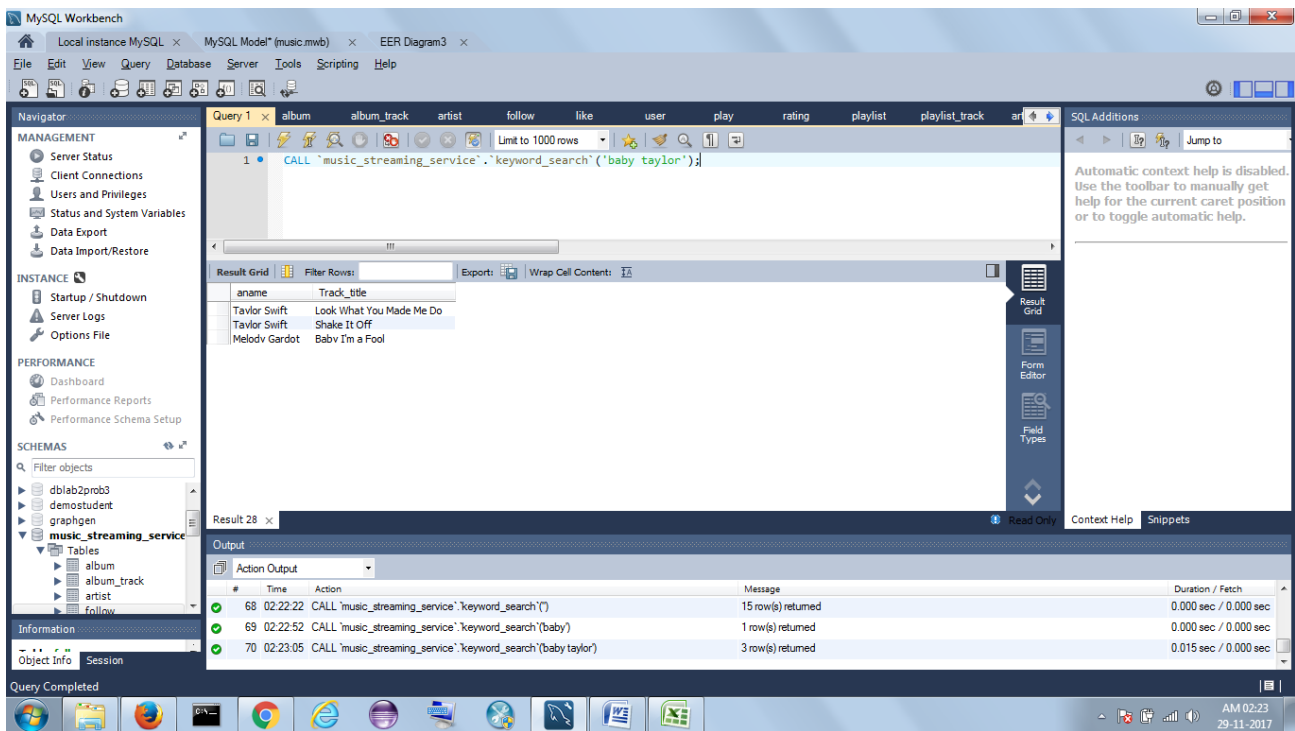 MySQL Workbench
Local instance MySQL × MySQL Model* (music.mwb) × EER Diagram3 ×
File Edit View Query Database Server Tools Scripting Help
Navigator
MANAGEMENT
Server Status
Client Connections
Users and Privileges
Status and System Variables
Data Export
Data Import/Restore
INSTANCE
Startup / Shutdown
Server Logs
Options File
PERFORMANCE
Dashboard
Performance Reports
Performance Schema Setup
SCHEMAS
Filter objects
dblab2prob3
demostudent
graphgen
music_streaming_service
Tables
album
album_track
artist
follow
Information
Object Info Session
Query Completed
Query 1 × album album_track artist follow like user play rating playlist playlist_track
Limit to 1000 rows
1 CALL `music_streaming_service`.`keyword_search`('baby taylor');
Result Grid Filter Rows: Export: Wrap Cell Content:
aname Track_title
Taylor Swift Look What You Made Me Do
Taylor Swift Shake It Off
Melody Gardot Baby I'm a Fool
Result Grid
Form Editor
Field Types
Result 28 × Read Only
Output
Action Output
# Time Action Message Duration / Fetch
68 02:22:22 CALL `music_streaming_service`.`keyword_search`('') 15 row(s) returned 0.000 sec / 0.000 sec
69 02:22:52 CALL `music_streaming_service`.`keyword_search`('baby') 1 row(s) returned 0.000 sec / 0.000 sec
70 02:23:05 CALL `music_streaming_service`.`keyword_search`('baby taylor') 3 row(s) returned 0.015 sec / 0.000 sec
SQL Additions
Jump to
Automatic context help is disabled.
Use the toolbar to manually get
help for the current caret position
or to toggle automatic help.
Context Help Snippets
AM 02:23
29-11-2017